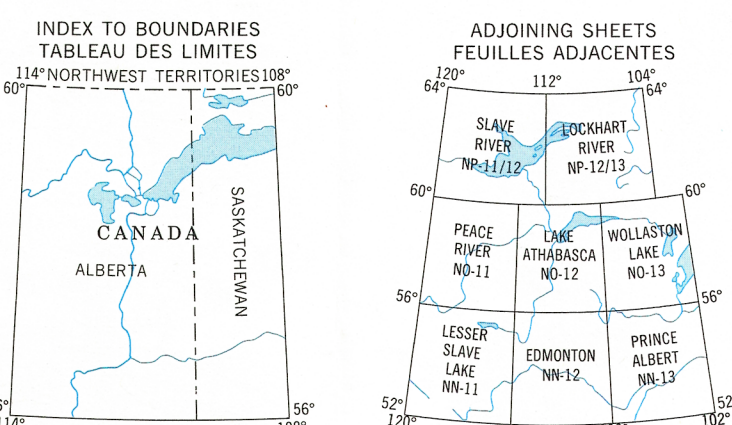 INDEX TO BOUNDARIES
TABLEAU DES LIMITES
114° NORTHWEST TERRITORIES 108°
60°
60°
SASKATCHEWAN
CANADA
ALBERTA
56°
ADJOINING SHEETS
FEUILLES ADJACENTES
120°
112°
104°
64°
64°
SLAVE
RIVER
NP-11/12
LOCKHART
RIVER
NP-12/13
60°
60°
PEACE
RIVER
NO-11
LAKE
ATHABASCA
NO-12
WOLLASTON
LAKE
NO-13
56°
56°
LESSER
SLAVE
LAKE
NN-11
EDMONTON
NN-12
PRINCE
ALBERT
NN-13
52°
52
120°
102°